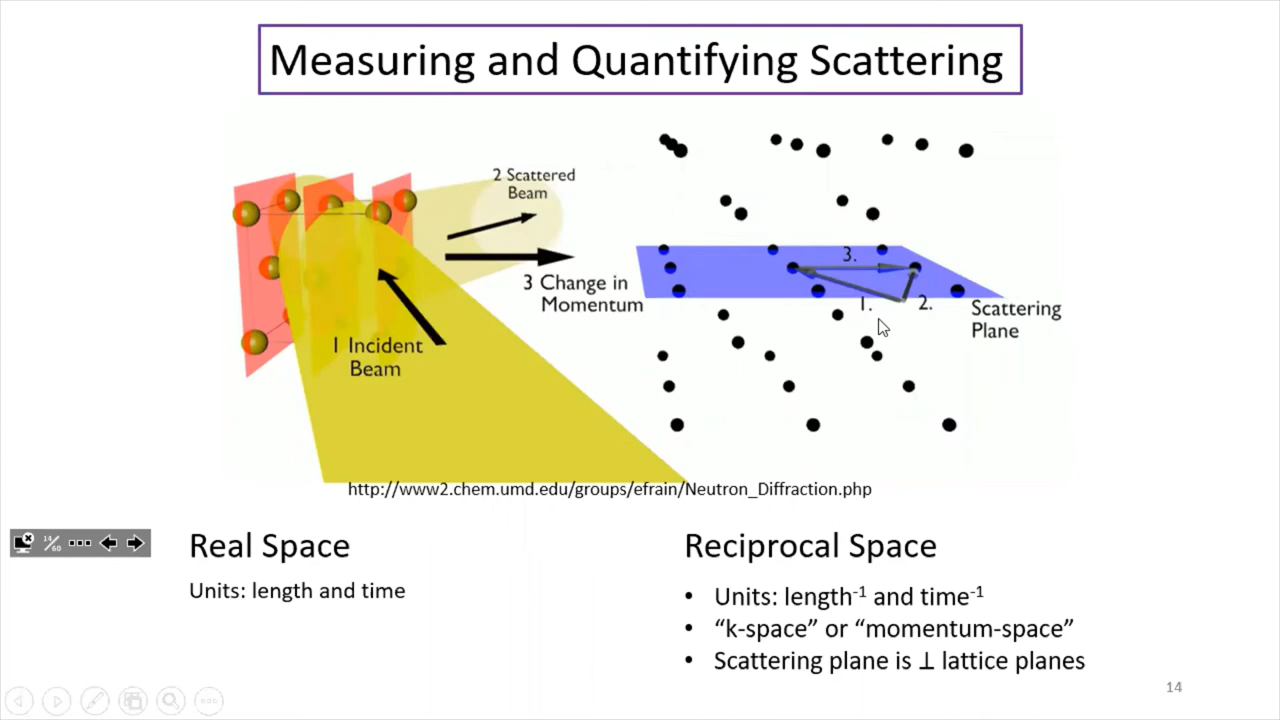 Measuring and Quantifying Scattering
2 Scattered
Beam
3 Change in
Momentum
1 Incident
Beam
3.
1.
2.
Scattering
Plane
http://www2.chem.umd.edu/groups/efrain/Neutron_Diffraction.php
14/60
Real Space
Units: length and time
Reciprocal Space
• Units: length⁻¹ and time⁻¹
• “k-space” or “momentum-space”
• Scattering plane is ⊥ lattice planes
14